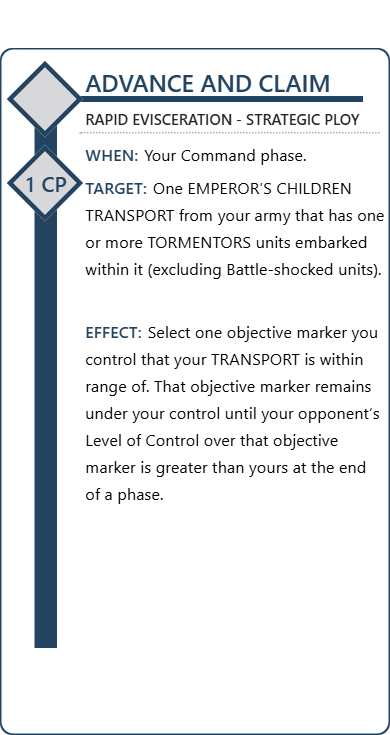 ADVANCE AND CLAIM
RAPID EVISCERATION - STRATEGIC PLOY
WHEN: Your Command phase.
1 CP
TARGET: One EMPEROR’S CHILDREN
TRANSPORT from your army that has one
or more TORMENTORS units embarked
within it (excluding Battle-shocked units).
EFFECT: Select one objective marker you
control that your TRANSPORT is within
range of. That objective marker remains
under your control until your opponent’s
Level of Control over that objective
marker is greater than yours at the end
of a phase.